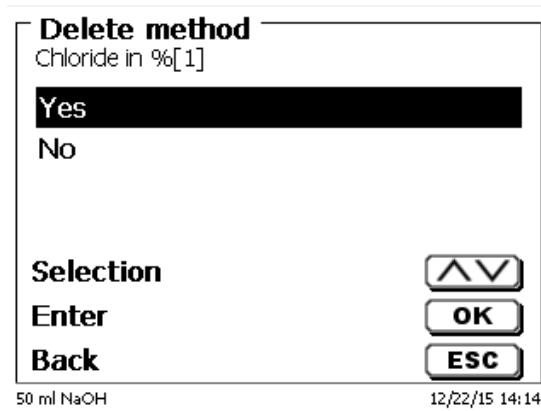 Delete method
Chloride in %[1]
Yes
No
Selection
Enter OK
Back ESC
50 ml NaOH 12/22/15 14:14